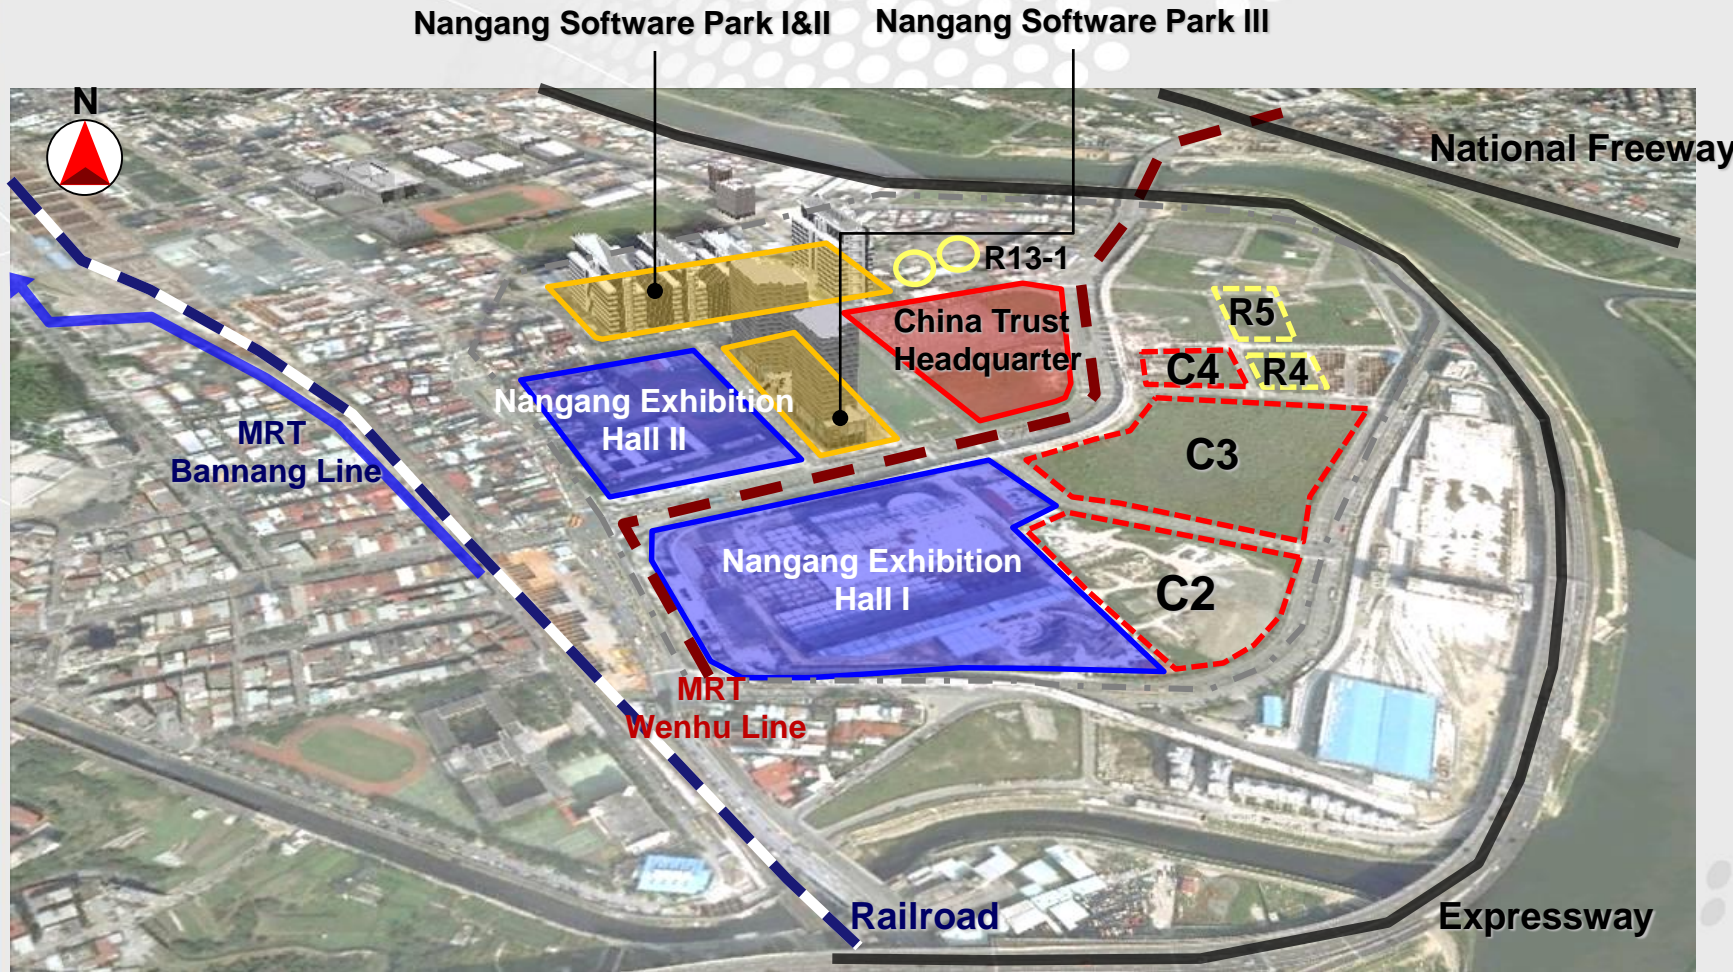 Nangang Software Park I&II
Nangang Software Park III
N
National Freeway
R13-1
R5
China Trust
Headquarter
C4
R4
Nangang Exhibition
Hall II
MRT
Bannang Line
C3
Nangang Exhibition
Hall I
C2
MRT
Wenhu Line
Railroad
Expressway